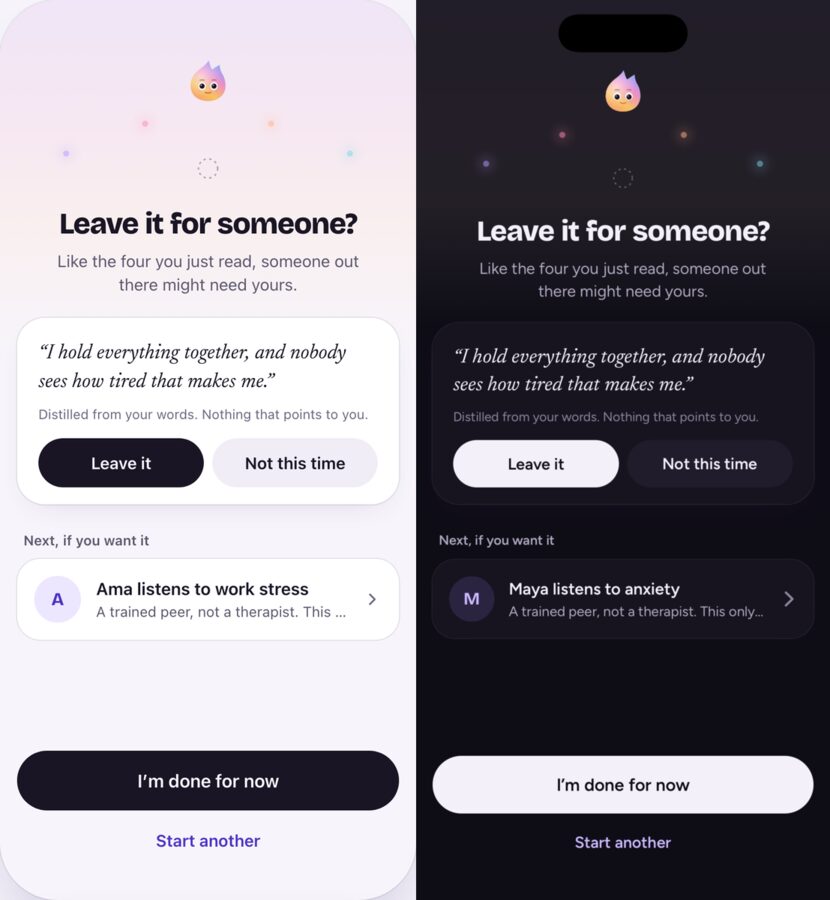 Leave it for someone?
Like the four you just read, someone out
there might need yours.
“I hold everything together, and nobody
sees how tired that makes me.”
Distilled from your words. Nothing that points to you.
Leave it
Not this time
Next, if you want it
A
Ama listens to work stress
A trained peer, not a therapist. This ...
I’m done for now
Start another
Leave it for someone?
Like the four you just read, someone out
there might need yours.
“I hold everything together, and nobody
sees how tired that makes me.”
Distilled from your words. Nothing that points to you.
Leave it
Not this time
Next, if you want it
M
Maya listens to anxiety
A trained peer, not a therapist. This only...
I’m done for now
Start another